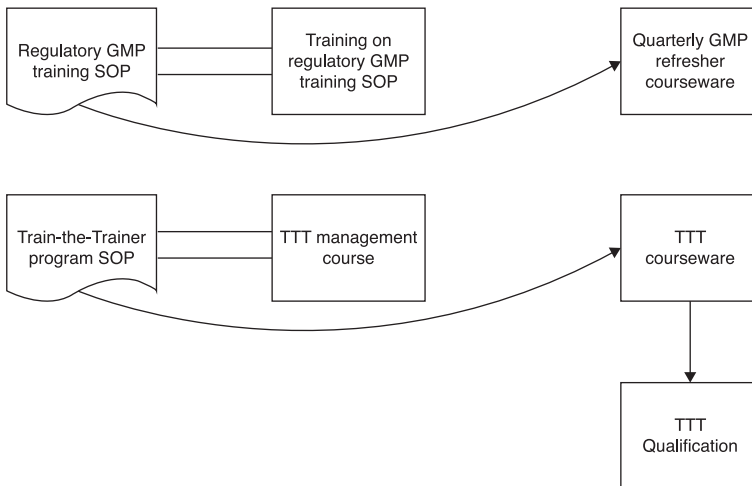 Regulatory GMP
training SOP
Training on
regulatory GMP
training SOP
Quarterly GMP
refresher
courseware
Train-the-Trainer
program SOP
TTT management
course
TTT
courseware
TTT
Qualification